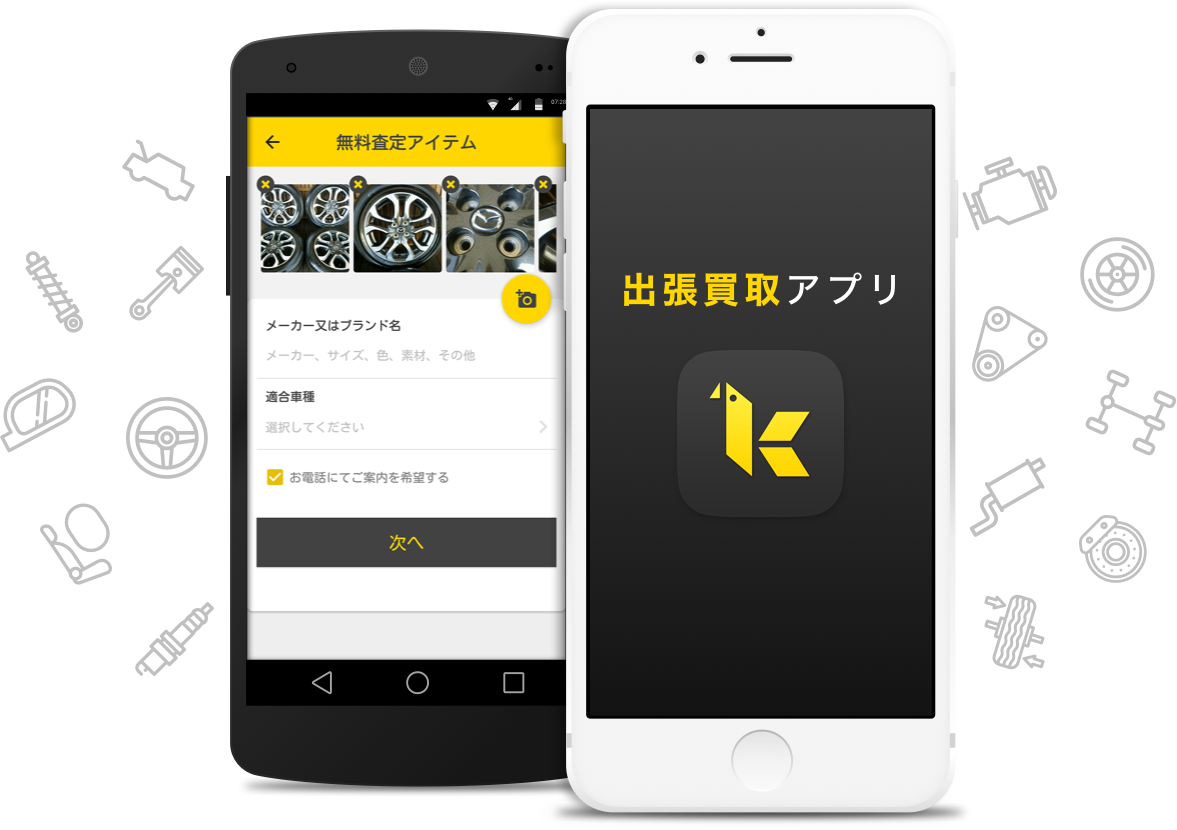 07:28
無料査定アイテム
メーカー又はブランド名
メーカー、サイズ、色、素材、その他
適合車種
選択してください
お電話にてご案内を希望する
次へ
出張買取アプリ